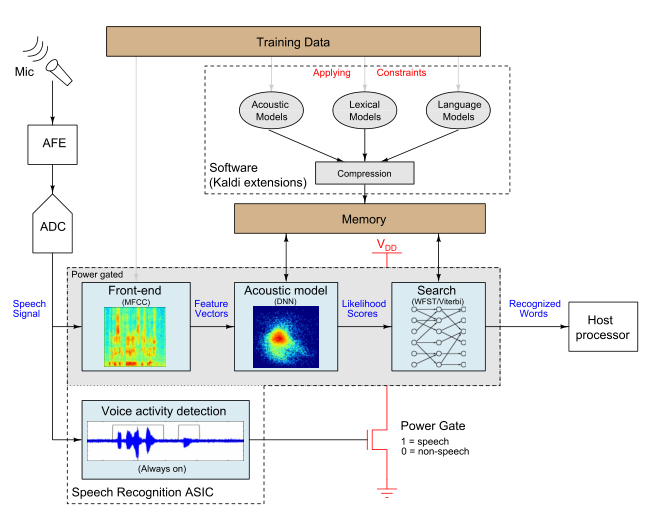 Training Data
Mic
Applying Constraints
Acoustic
Models
Lexical
Models
Language
Models
AFE
Compression
Software
(Kaldi extensions)
ADC
Memory
VDD
Power gated
Speech
Signal
Front-end
(MFCC)
Feature
Vectors
Acoustic model
(DNN)
Likelihood
Scores
Search
(WFST/Viterbi)
Recognized
Words
Host
processor
Voice activity detection
(Always on)
Power Gate
1 = speech
0 = non-speech
Speech Recognition ASIC